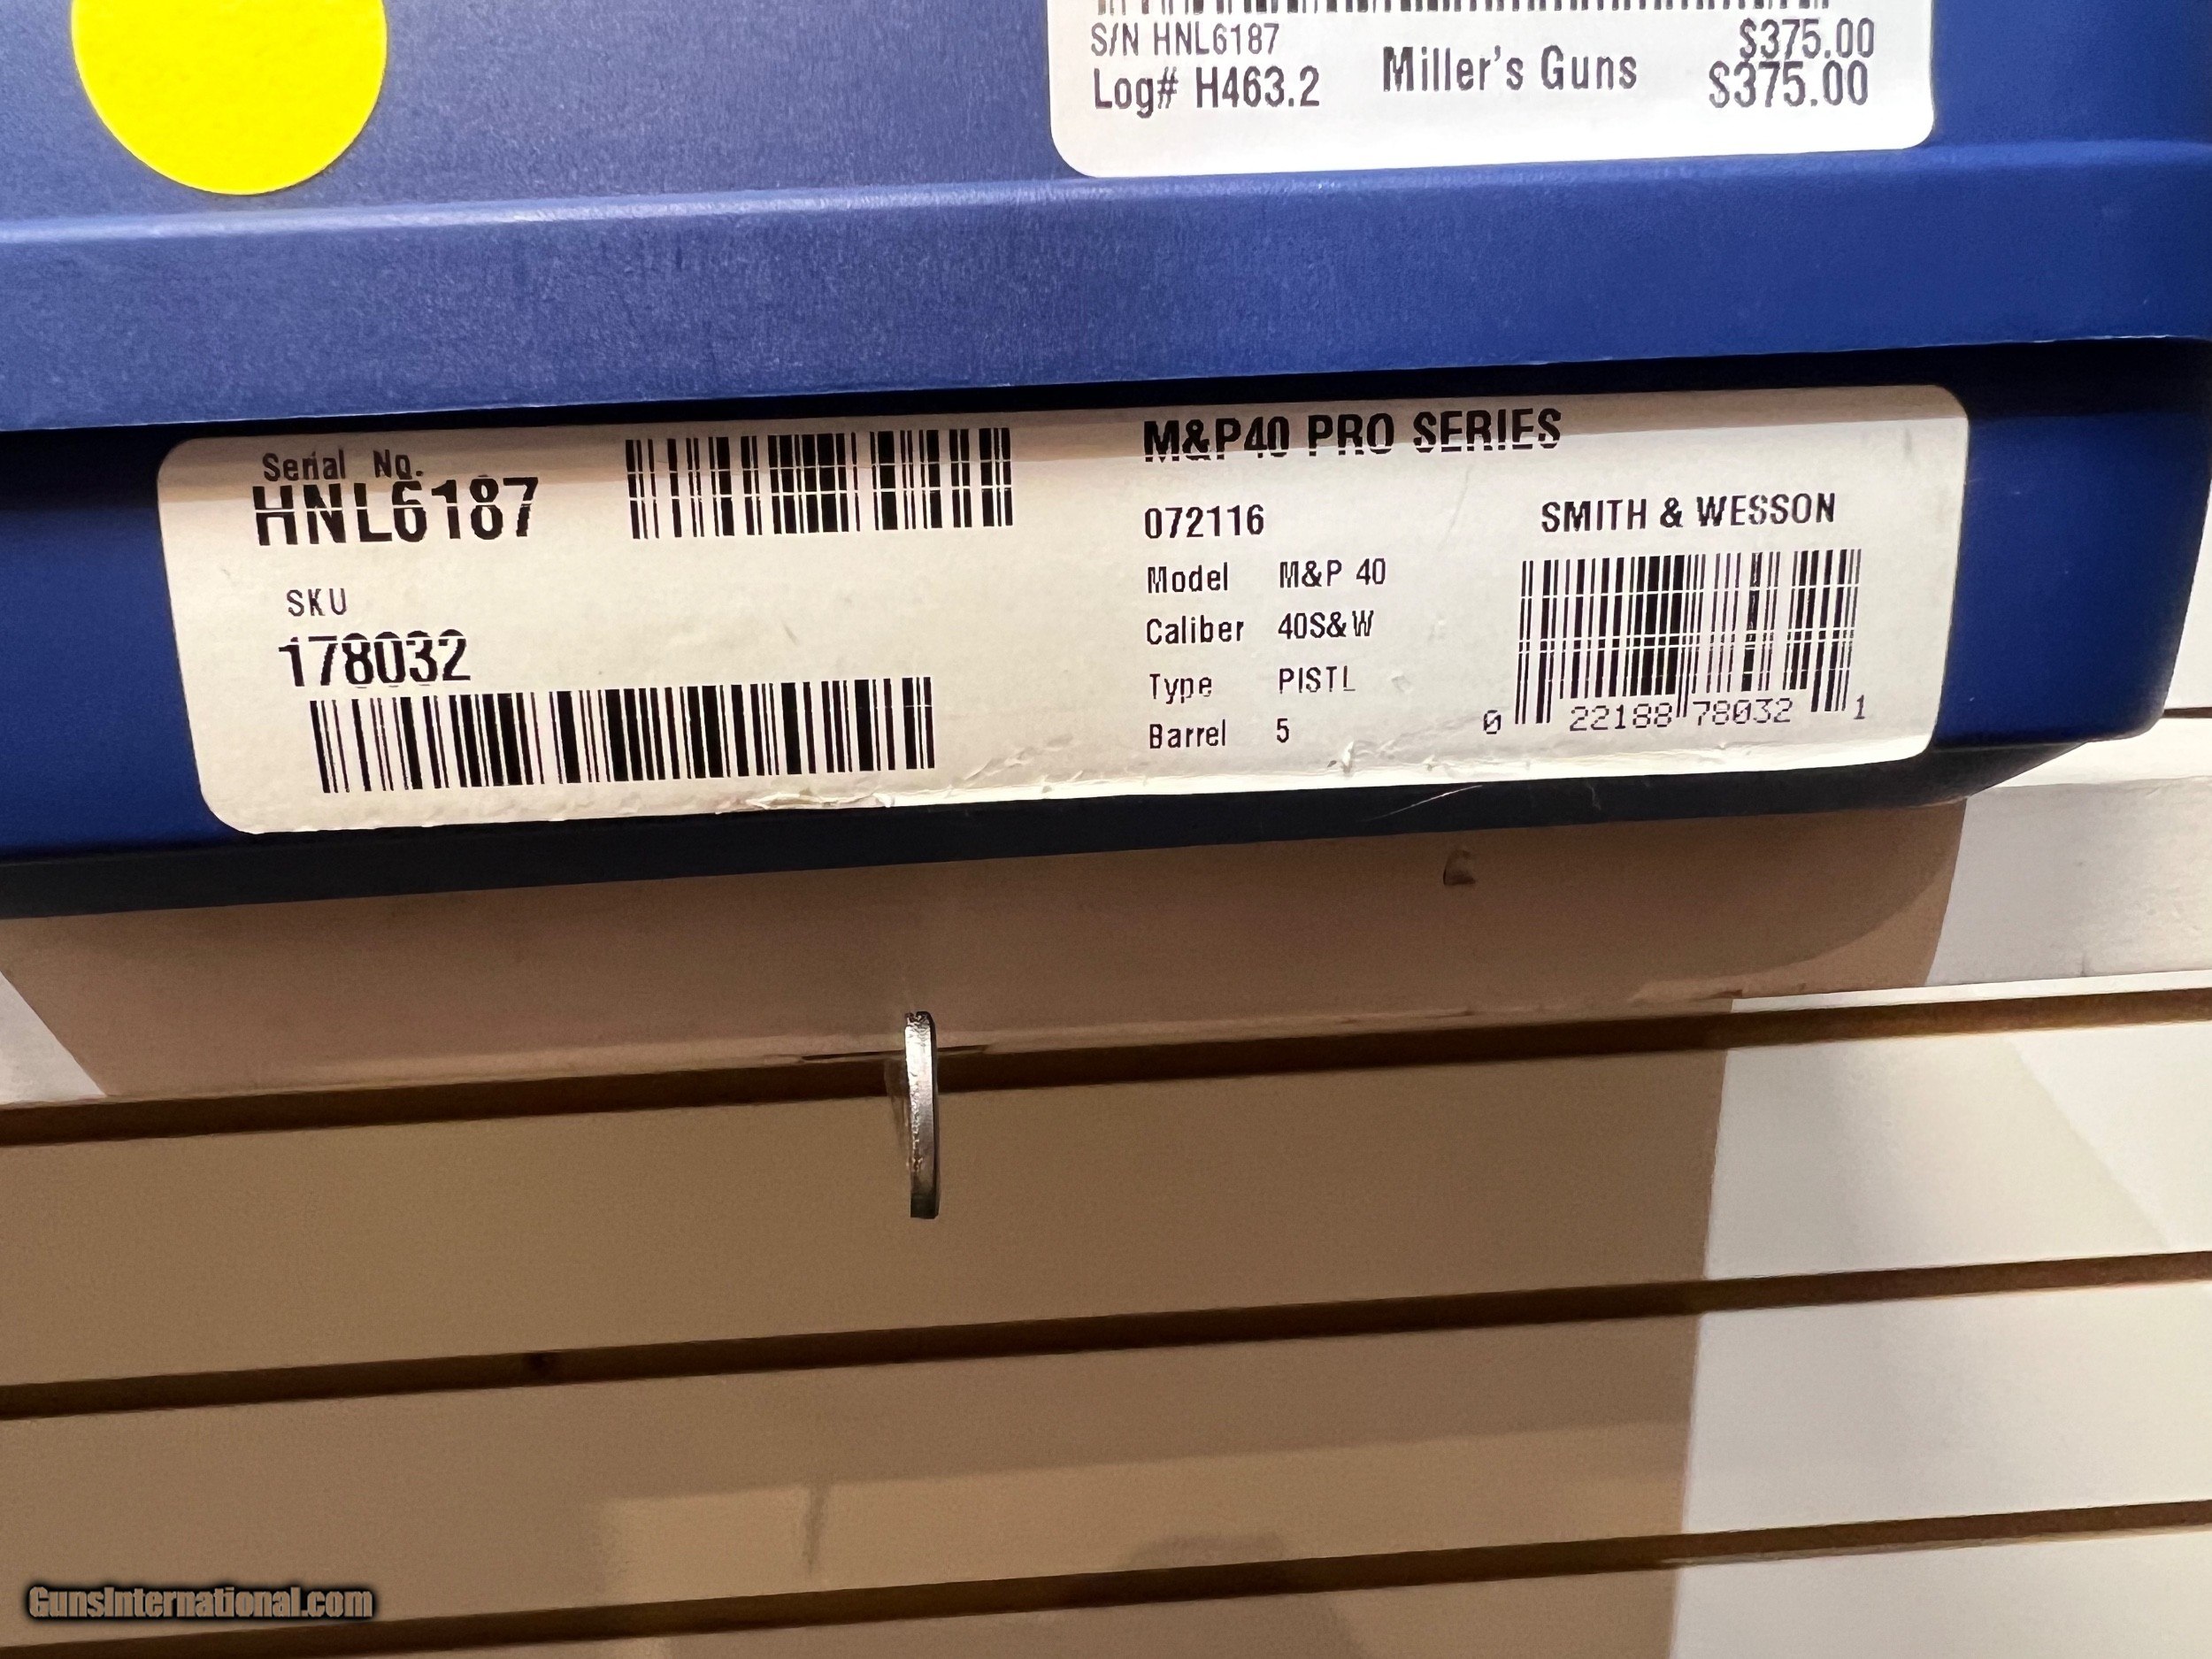 S/N HNL6187
$375.00
Log# H463.2
Miller's Guns
$375.00
Serial No.
HNL6187
SKU
178032
M&P40 PRO SERIES
072116
Model M&P 40
Caliber 40S&W
Type PISTL
Barrel 5
SMITH & WESSON
0 22188 78032 1
GunsInternational.com